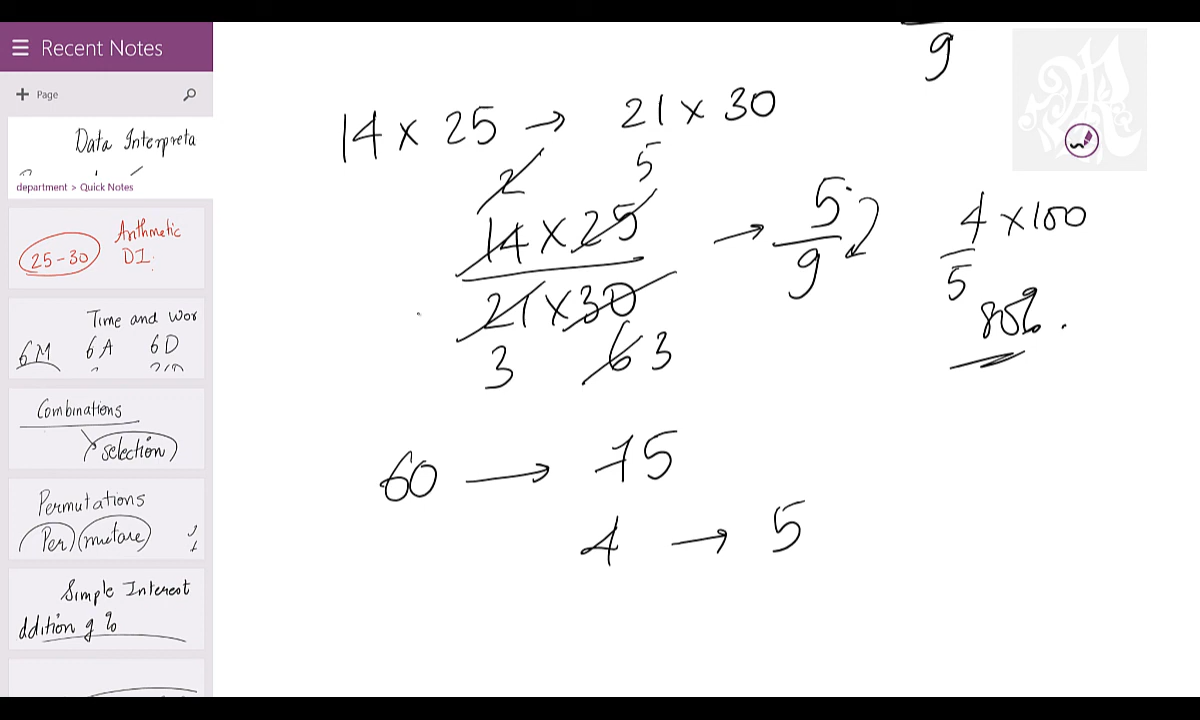 Recent Notes
+ Page
Data Interpreta
department > Quick Notes
25-30 Arithmetic
DI.
Time and Wor
6M 6A 6D
Combinations
selection)
Permutations
(Per)(mutare)
Simple Interest
ddition of %
9
14 x 25 → 21 x 30
2 5
14 x 25
21 x 30
3 6 3
→ 5
9
4 x 100
5
80%.
60 → 75
4 → 5